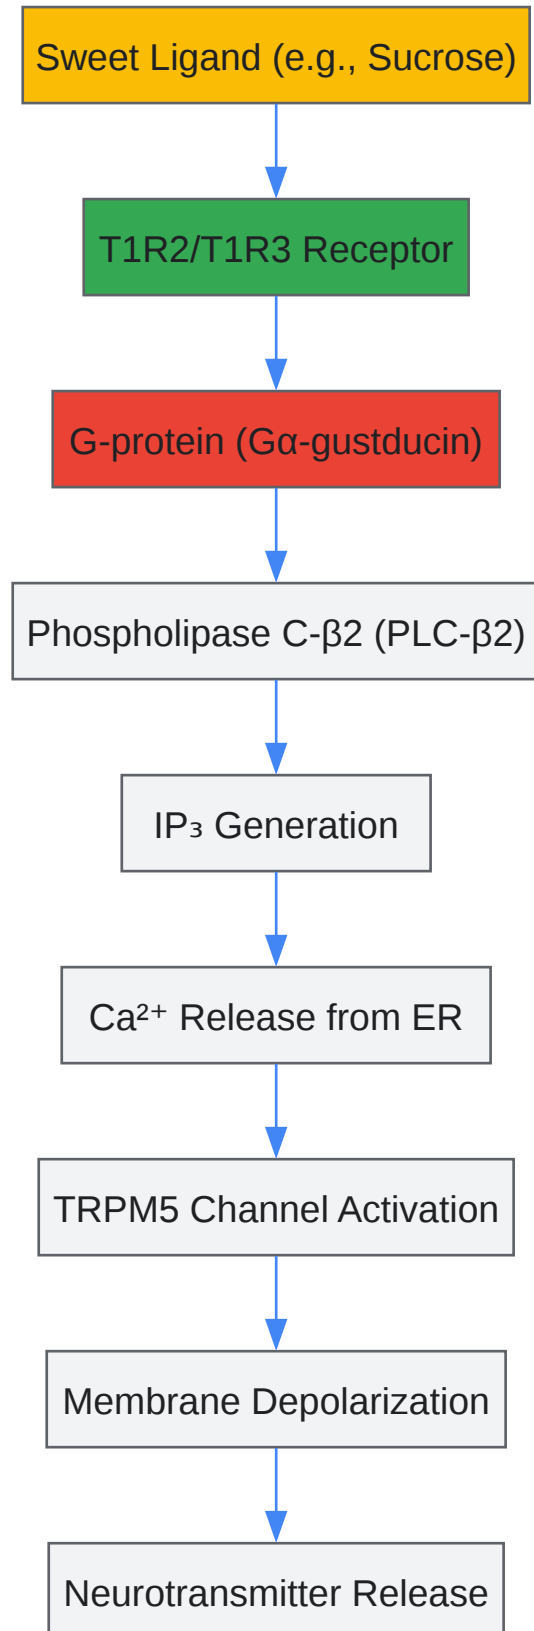 Sweet Ligand (e.g., Sucrose)
T1R2/T1R3 Receptor
G-protein (Gα-gustducin)
Phospholipase C-β2 (PLC-β2)
IP₃ Generation
Ca²⁺ Release from ER
TRPM5 Channel Activation
Membrane Depolarization
Neurotransmitter Release